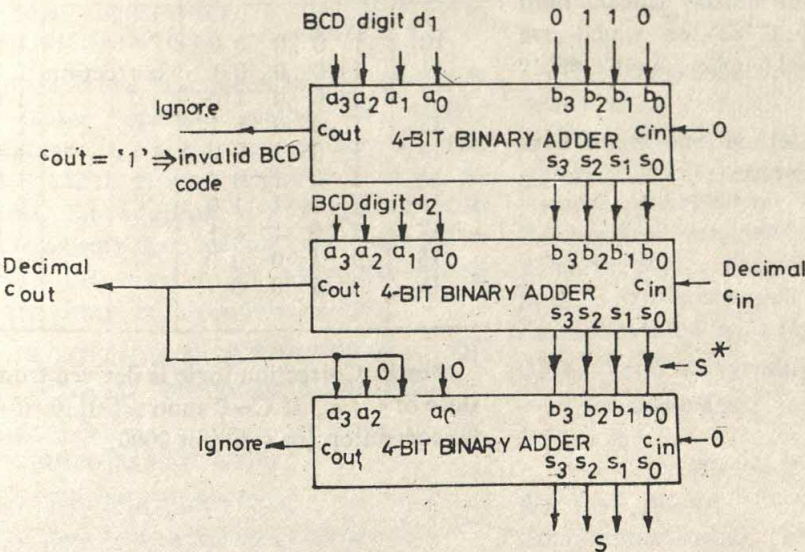 BCD digit d1
0 1 1 0
a3 a2 a1 a0
b3 b2 b1 b0
Ignore
cout
4-BIT BINARY ADDER
cin
0
cout = '1' ⇒ invalid BCD
code
s3 s2 s1 s0
BCD digit d2
a3 a2 a1 a0
b3 b2 b1 b0
Decimal
cout
cout
4-BIT BINARY ADDER
cin
Decimal
cin
s3 s2 s1 s0
S*
0
0
a3 a2
b3 b2 b1 b0
Ignore
cout
4-BIT BINARY ADDER
cin
0
s3 s2 s1 s0
S